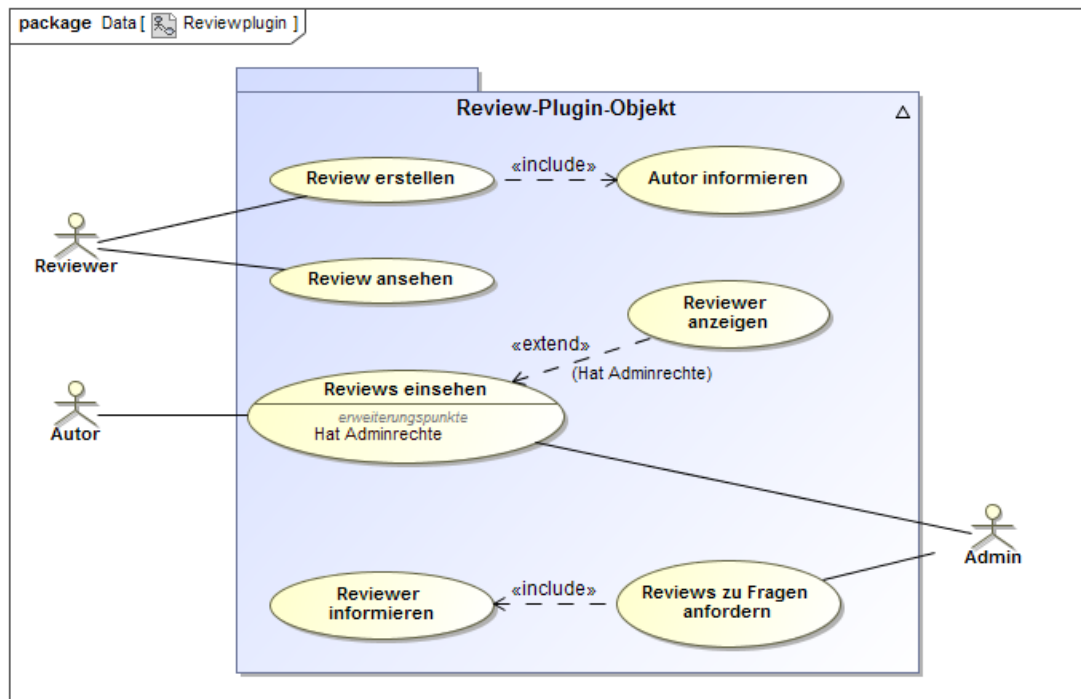 package Data [ Reviewplugin ]
Review-Plugin-Objekt
Review erstellen
«include»
Autor informieren
Reviewer
Review ansehen
Reviewer
anzeigen
«extend»
(Hat Adminrechte)
Reviews einsehen
erweiterungspunkte
Hat Adminrechte
Autor
Admin
Reviewer
informieren
«include»
Reviews zu Fragen
anfordern